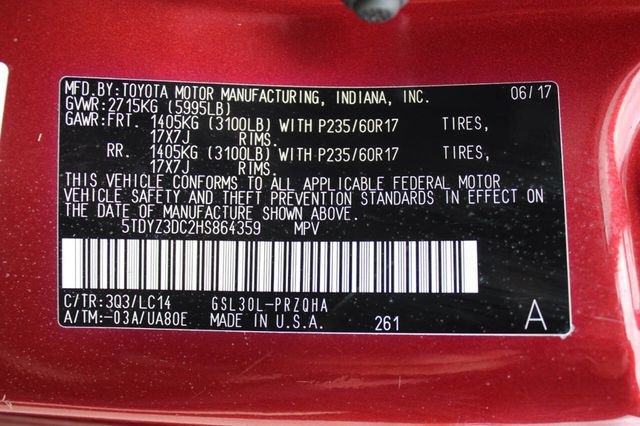 MFD.BY:TOYOTA MOTOR MANUFACTURING, INDIANA, INC. 06/17
GVWR:2715KG (5995LB)
GAWR:FRT. 1405KG (3100LB) WITH P235/60R17 TIRES,
17X7J RIMS.
RR. 1405KG (3100LB) WITH P235/60R17 TIRES,
17X7J RIMS.
THIS VEHICLE CONFORMS TO ALL APPLICABLE FEDERAL MOTOR
VEHICLE SAFETY AND THEFT PREVENTION STANDARDS IN EFFECT ON
THE DATE OF MANUFACTURE SHOWN ABOVE.
5TDYZ3DC2HS864359 MPV
C/TR:3Q3/LC14 GSL30L-PRZQHA
A/TM:-03A/UA80E MADE IN U.S.A. 261 A